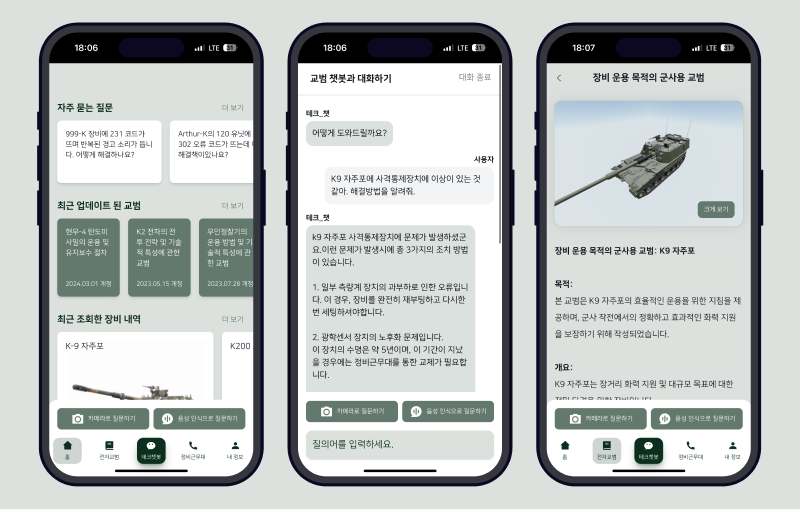 18:06
LTE 31
자주 묻는 질문
더 보기
999-K 장비에 231 코드가
뜨며 반복된 경고 소리가 뜹니
다. 어떻게 해결하나요?
Arthur-K의 120 유닛에
302 오류 코드가 뜨는데
해결책이있나요?
최근 업데이트 된 교범
더 보기
현무-4 탄도미
사일의 운용 및
유지보수 절차
2024.03.01 개정
K2 전차의 전
투 전략 및 기술
적 특성에 관한
교범
2023.05.15 개정
무인정찰기의
운용 방법 및 기
술적 특성에 관
한 교범
2023.07.28 개정
최근 조회한 장비 내역
더 보기
K-9 자주포
K200
카메라로 질문하기
음성 인식으로 질문하기
홈
전자교범
테크챗봇
정비근무대
내 정보
18:06
LTE 31
교범 챗봇과 대화하기
대화 종료
테크_챗
어떻게 도와드릴까요?
사용자
K9 자주포에 사격통제장치에 이상이 있는 것
같아. 해결방법을 알려줘.
테크_챗
k9 자주포 사격통제장치에 문제가 발생하셨군
요.이런 문제가 발생시에 총 3가지의 조치 방법
이 있습니다.
1. 일부 측량계 장치의 과부하로 인한 오류입니
다. 이 경우, 장비를 완전히 재부팅하고 다시한
번 세팅하셔야합니다.
2. 광학센서 장치의 노후화 문제입니다.
이 장치의 수명은 약 5년이며, 이 기간이 지났
을 경우에는 정비근무대를 통한 교체가 필요합
니다.
카메라로 질문하기
음성 인식으로 질문하기
질의어를 입력하세요.
18:07
LTE 31
장비 운용 목적의 군사용 교범
크게 보기
장비 운용 목적의 군사용 교범: K9 자주포
목적:
본 교범은 K9 자주포의 효율적인 운용을 위한 지침을 제
공하며, 군사 작전에서의 정확하고 효과적인 화력 지원
을 보장하기 위해 작성되었습니다.
개요:
K9 자주포는 장거리 화력 지원 및 대규모 목표에 대한
카메라로 질문하기
음성 인식으로 질문하기
홈
전자교범
테크챗봇
정비근무대
내 정보